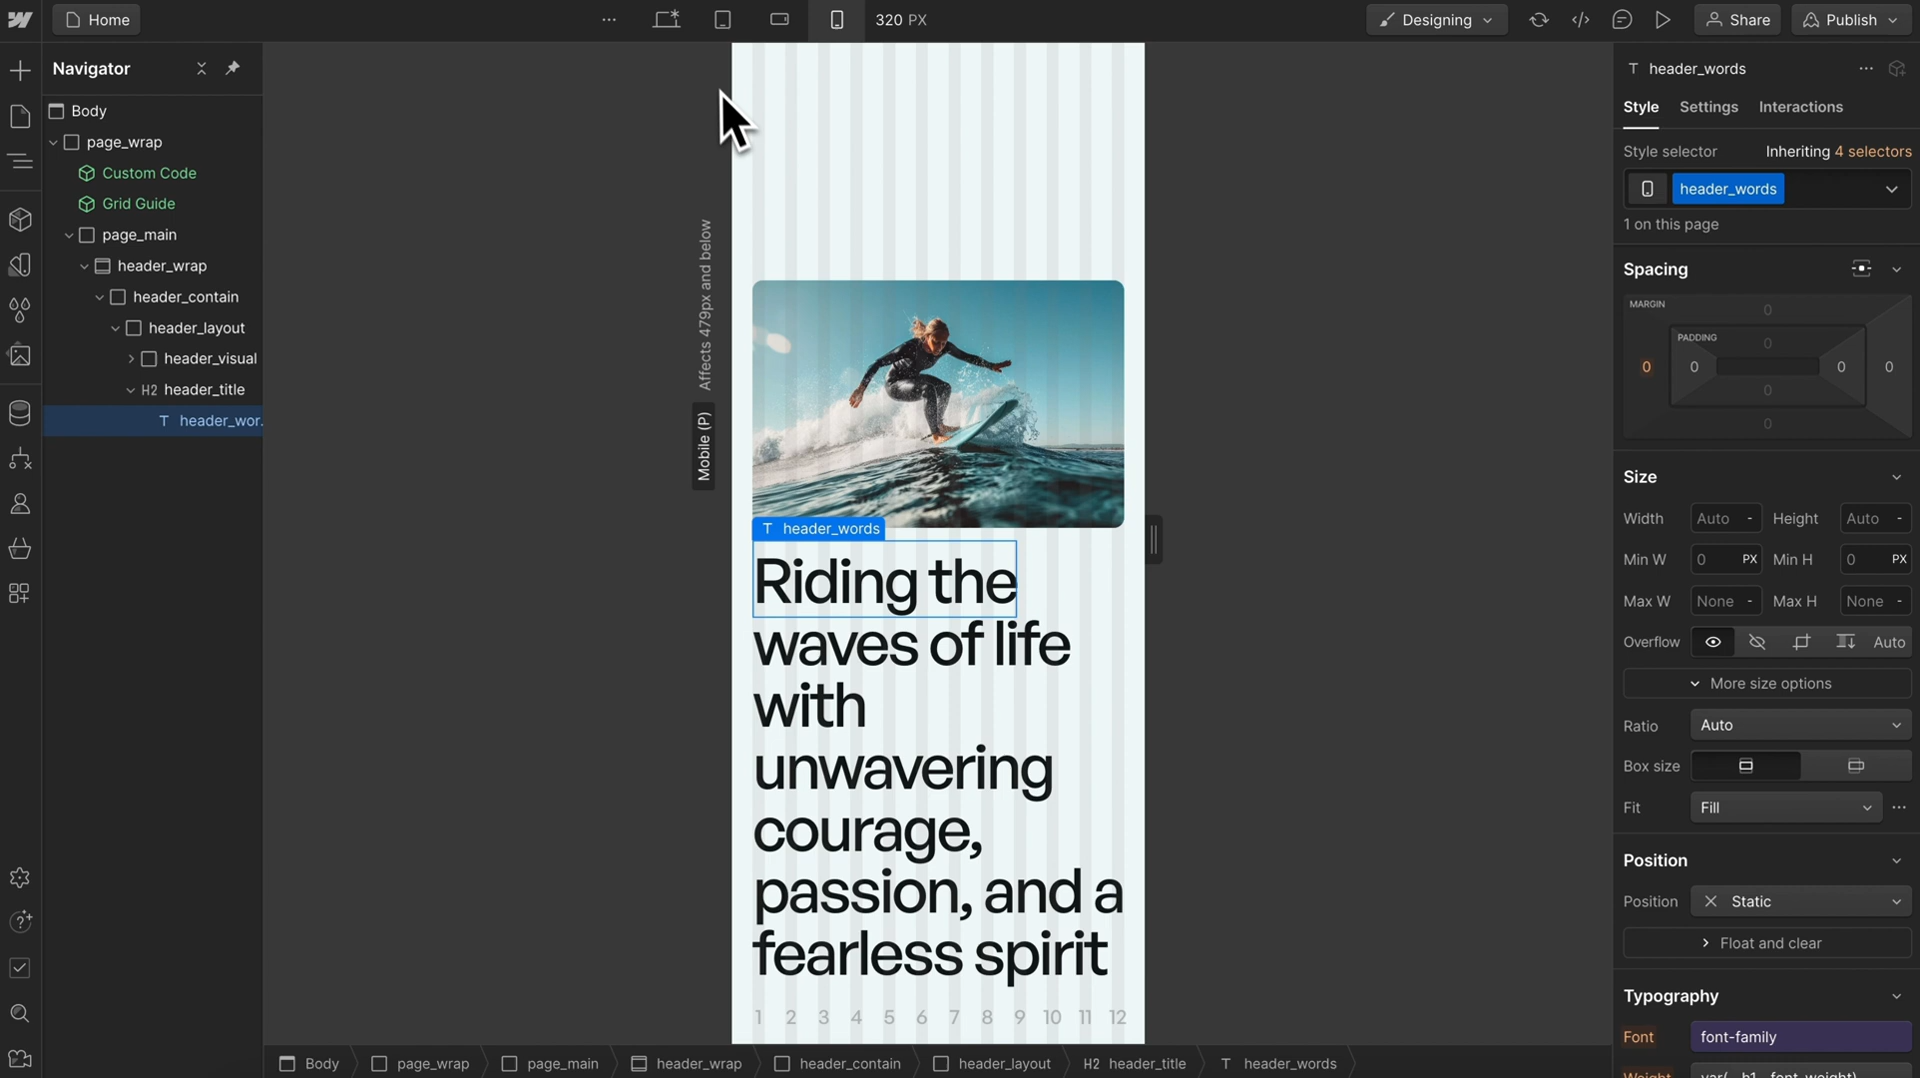 Home
320 PX
Designing
Share
Publish
Navigator
Body
page_wrap
Custom Code
Grid Guide
page_main
header_wrap
header_contain
header_layout
header_visual
H2 header_title
T header_wor.
Affects 479px and below
Mobile (P)
T header_words
Riding the
waves of life
with
unwavering
courage,
passion, and a
fearless spirit
1 2 3 4 5 6 7 8 9 10 11 12
Body
page_wrap
page_main
header_wrap
header_contain
header_layout
H2 header_title
T header_words
T header_words
Style Settings Interactions
Style selector Inheriting 4 selectors
header_words
1 on this page
Spacing
MARGIN
0
PADDING
0
0 0 0 0
0
0
Size
Width Auto - Height Auto -
Min W 0 PX Min H 0 PX
Max W None - Max H None -
Overflow Auto
More size options
Ratio Auto
Box size
Fit Fill
Position
Position Static
Float and clear
Typography
Font font-family